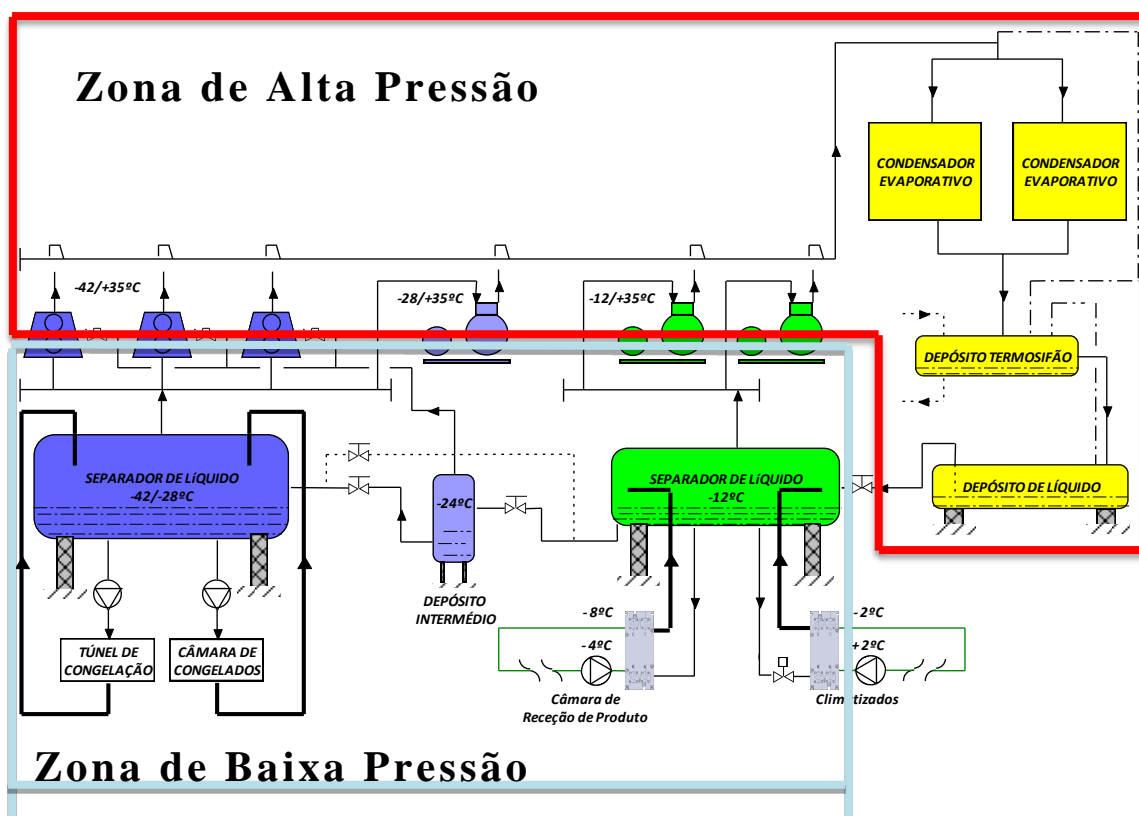 Zona de Alta Pressão
CONDENSADOR
EVAPORATIVO
CONDENSADOR
EVAPORATIVO
-42/+35ºC
-28/+35ºC
-12/+35ºC
DEPÓSITO TERMOSIFÃO
SEPARADOR DE LíQUIDO
-42/-28ºC
-24ºC
SEPARADOR DE LíQUIDO
-12ºC
DEPÓSITO DE LÍQUIDO
DEPÓSITO
INTERMÉDIO
TÚNEL DE
CONGELAÇÃO
CÂMARA DE
CONGELADOS
- 8ºC
-4ºC
Câmara de
Receção de Produto
- 2ºC
+2ºC
Climatizados
Zona de Baixa Pressão